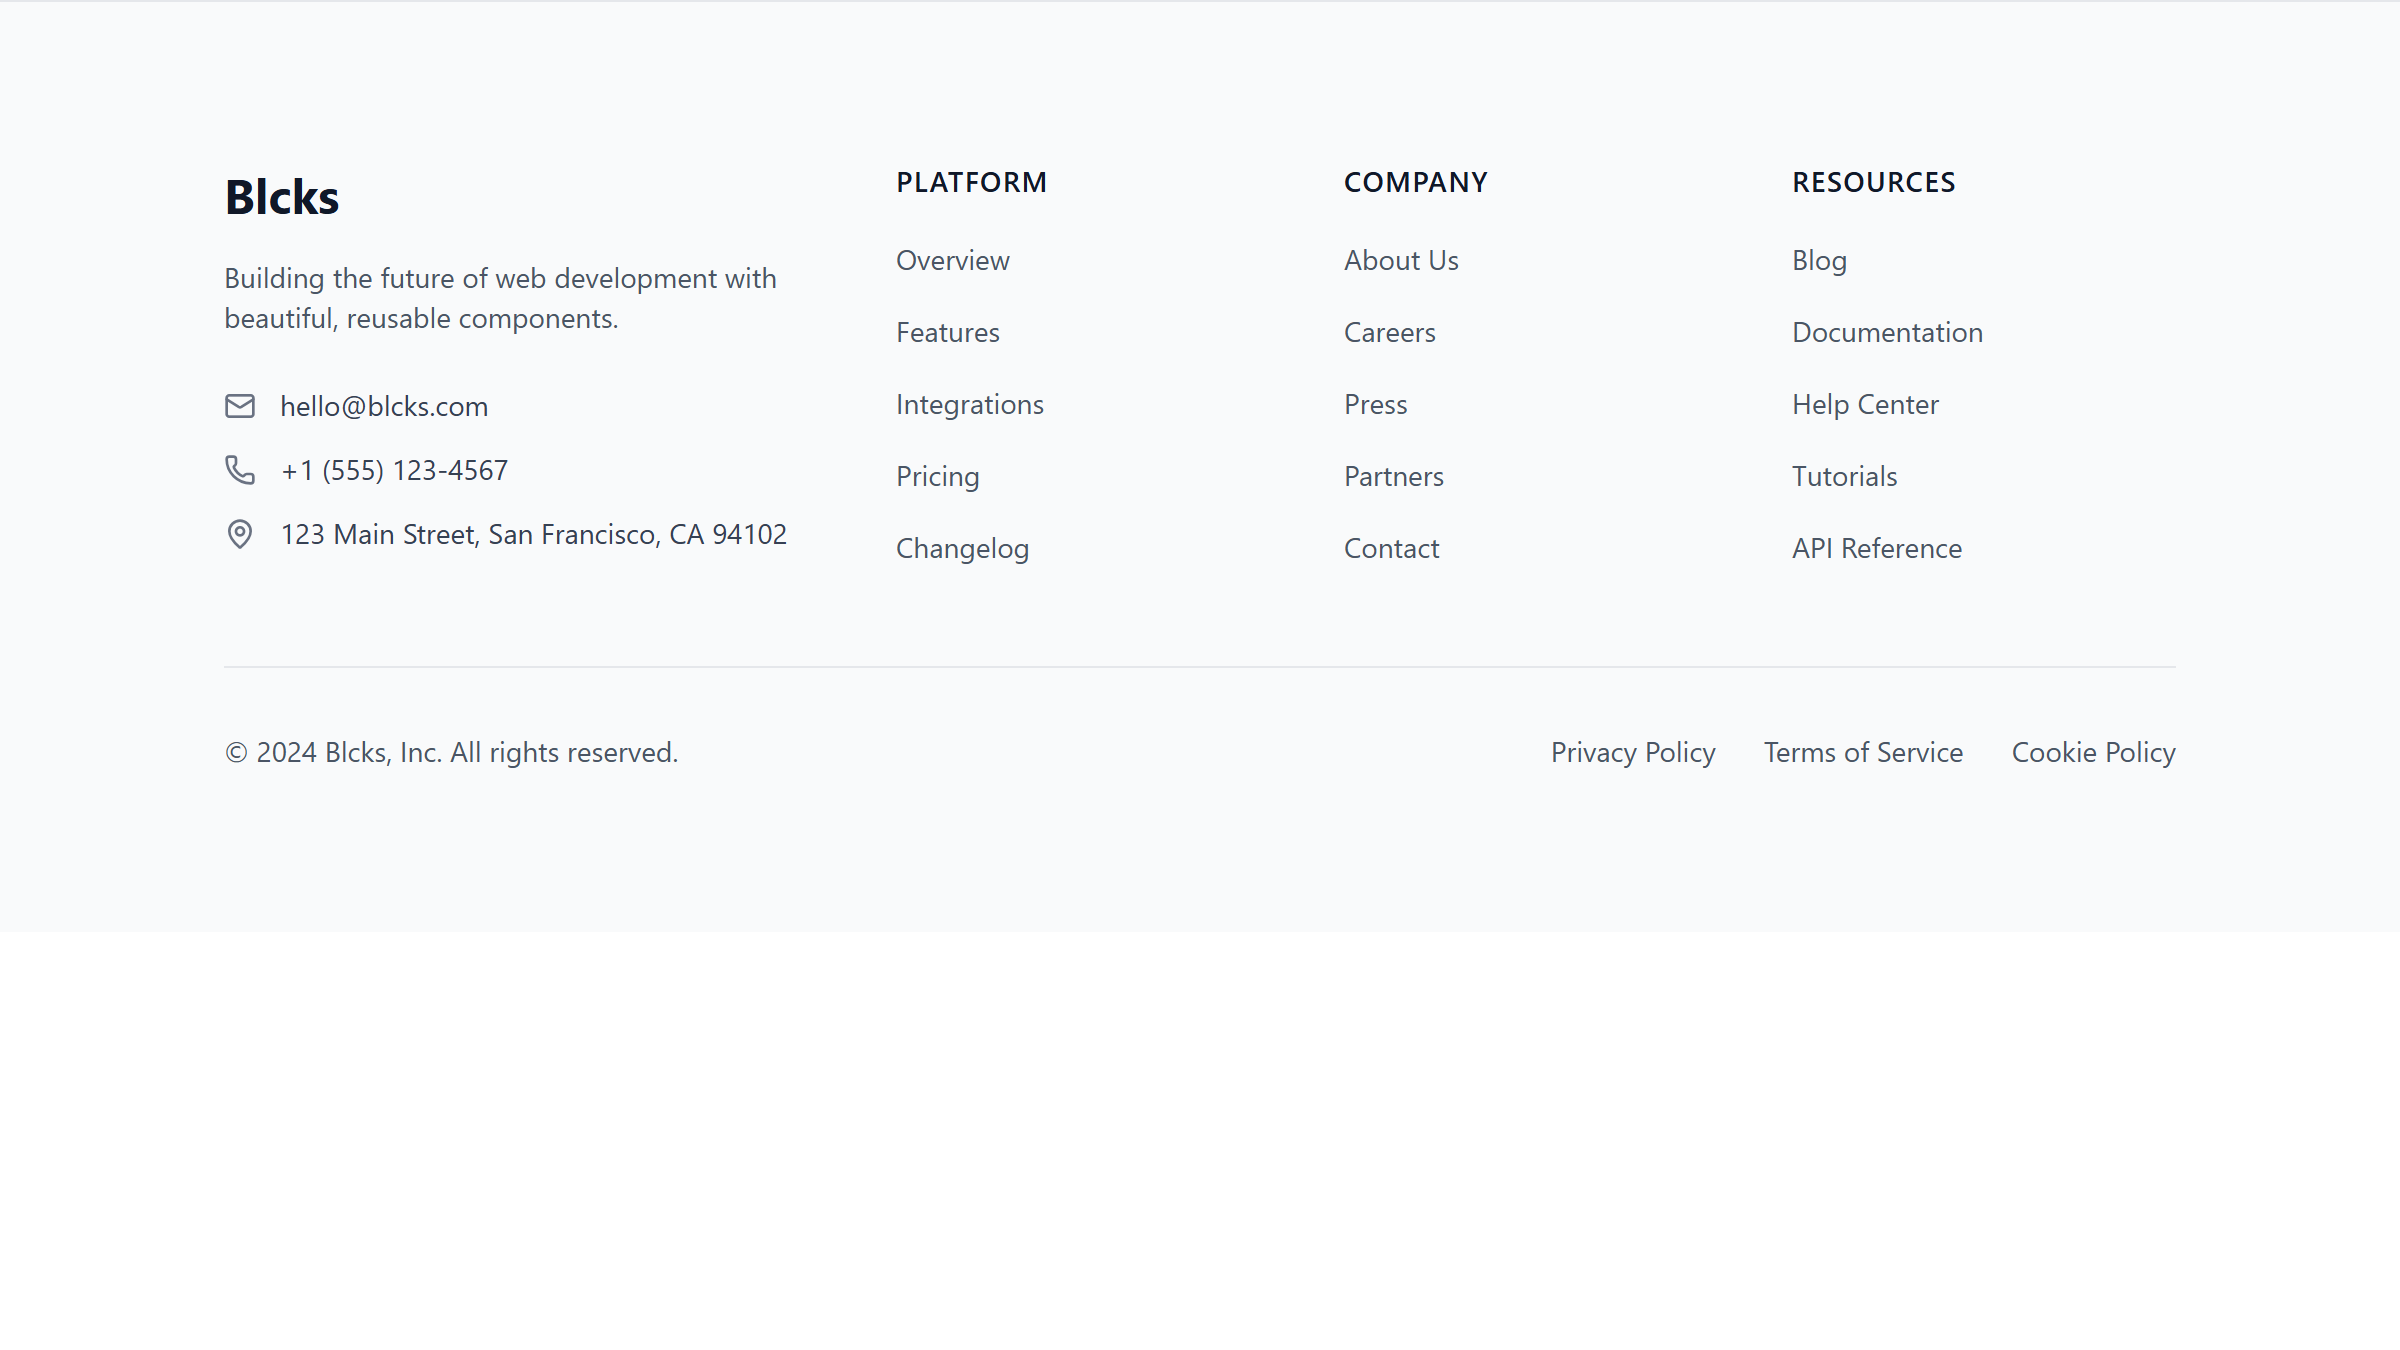 Blcks
Building the future of web development with
beautiful, reusable components.
hello@blcks.com
+1 (555) 123-4567
123 Main Street, San Francisco, CA 94102
PLATFORM
Overview
Features
Integrations
Pricing
Changelog
COMPANY
About Us
Careers
Press
Partners
Contact
RESOURCES
Blog
Documentation
Help Center
Tutorials
API Reference
© 2024 Blcks, Inc. All rights reserved.
Privacy Policy
Terms of Service
Cookie Policy